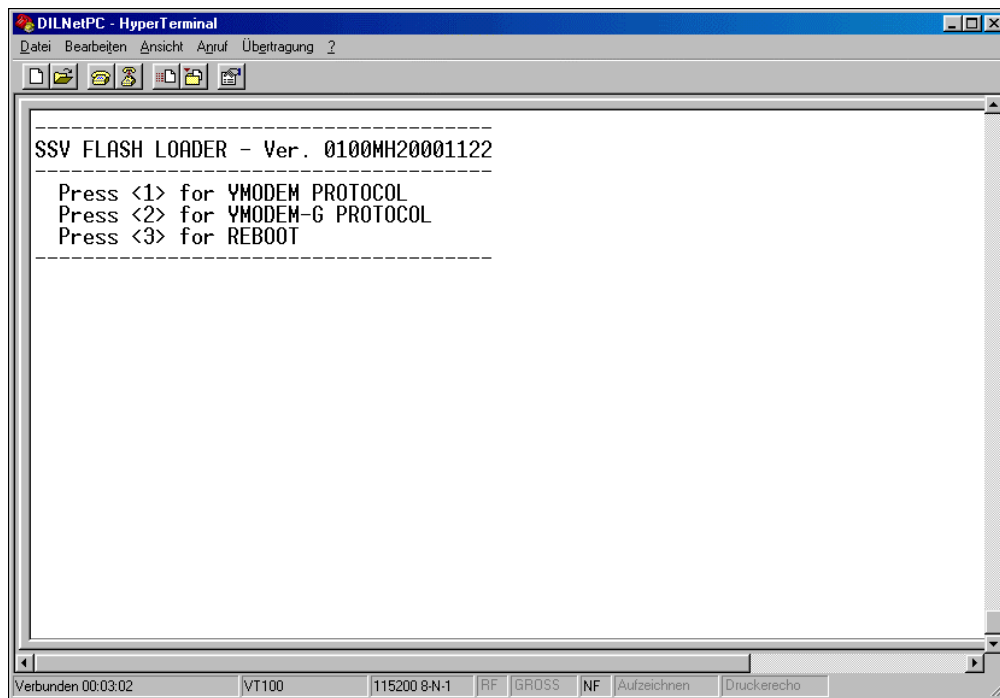 DILNetPC - HyperTerminal
Datei Bearbeiten Ansicht Anruf Übertragung ?
---------------------------------------
SSV FLASH LOADER - Ver. 0100MH20001122
---------------------------------------
Press <1> for YMODEM PROTOCOL
Press <2> for YMODEM-G PROTOCOL
Press <3> for REBOOT
---------------------------------------
Verbunden 00:03:02 VT100 115200 8-N-1 RF GROSS NF Aufzeichnen Druckerecho